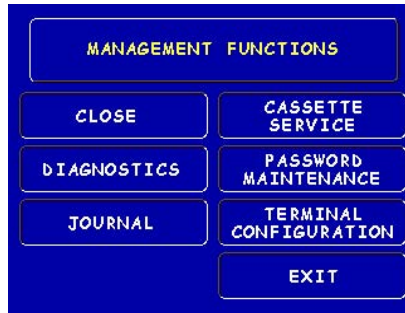 MANAGEMENT FUNCTIONS
CLOSE
CASSETTE
SERVICE
DIAGNOSTICS
PASSWORD
MAINTENANCE
JOURNAL
TERMINAL
CONFIGURATION
EXIT